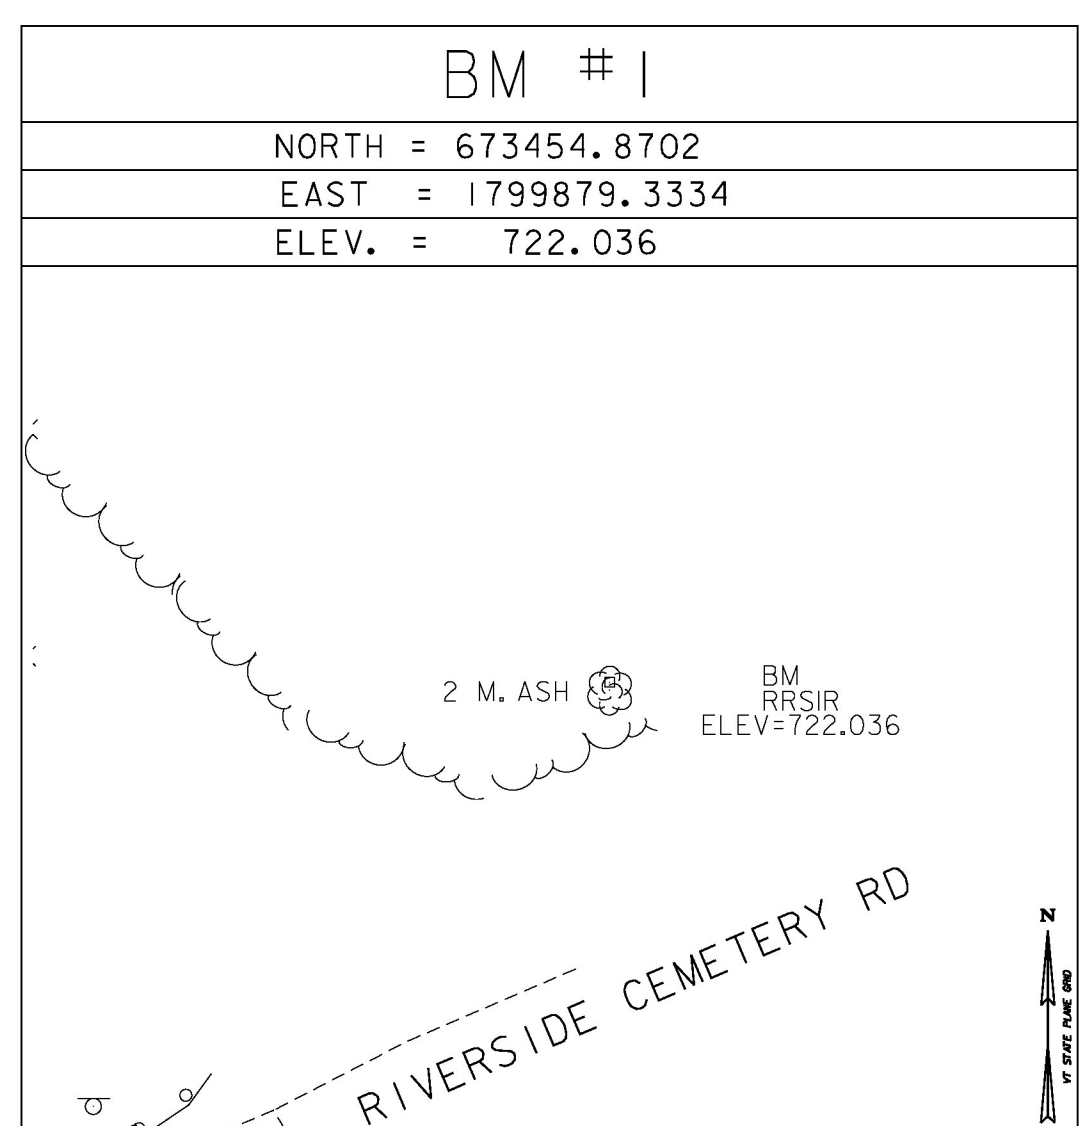 BM #1
NORTH = 673454.8702
EAST = 1799879.3334
ELEV. = 722.036
2 M. ASH
BM
RRSIR
ELEV=722.036
RIVERSIDE CEMETERY RD
N
VT STATE PLANE GRID